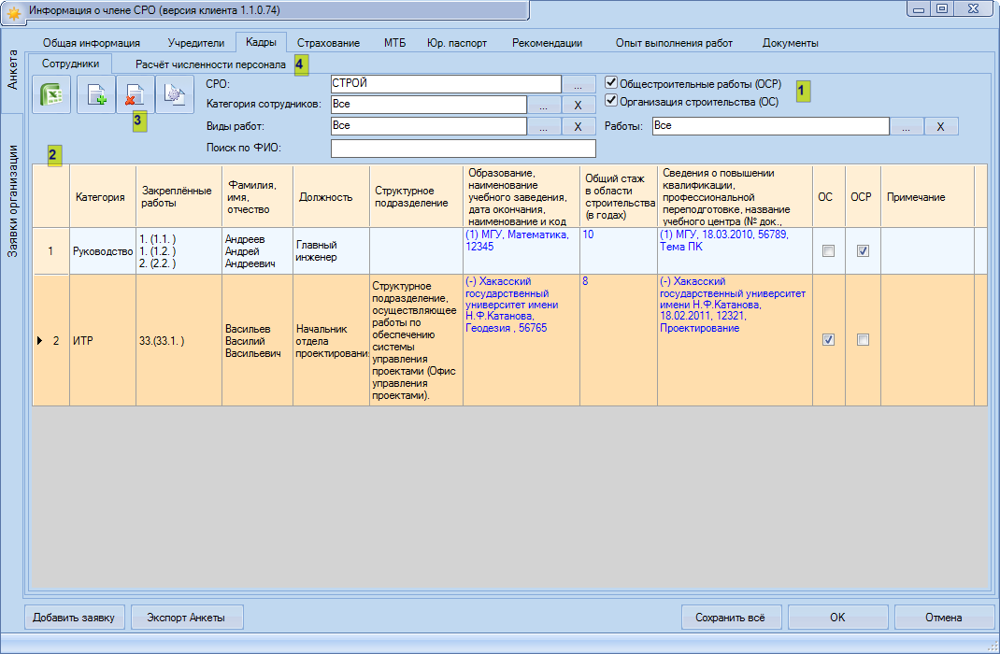 Информация о члене СРО (версия клиента 1.1.0.74)
Анкета
Заявки организации
Общая информация Учредители Кадры Страхование МТБ Юр. паспорт Рекомендации Опыт выполнения работ Документы
Сотрудники Расчёт численности персонала 4
СРО: СТРОЙ ... Общестроительные работы (ОСР) 1
Категория сотрудников: Все ... X Организация строительства (ОС)
3
Виды работ: Все ... X Работы: Все ... X
Поиск по ФИО:
2
Категория
Закреплённые
работы
Фамилия,
имя,
отчество
Должность
Структурное
подразделение
Образование,
наименование
учебного заведения,
дата окончания,
наименование и код
Общий стаж
в области
строительства
(в годах)
Сведения о повышении
квалификации,
профессиональной
переподготовке, название
учебного центра (№ док.,
ОС
ОСР
Примечание
1
Руководство
1. (1.1. )
1. (1.2. )
2. (2.2. )
Андреев
Андрей
Андреевич
Главный
инженер
(1) МГУ, Математика,
12345
10
(1) МГУ, 18.03.2010, 56789,
Тема ПК
2
ИТР
33.(33.1. )
Васильев
Василий
Васильевич
Начальник
отдела
проектировани
Структурное
подразделение,
осуществляющее
работы по
обеспечению
системы
управления
проектами (Офис
управления
проектами).
(-) Хакасский
государственный
университет имени
Н.Ф.Катанова,
Геодезия , 56765
8
(-) Хакасский
государственный университет
имени Н.Ф.Катанова,
18.02.2011, 12321,
Проектирование
Добавить заявку Экспорт Анкеты Сохранить всё OK Отмена